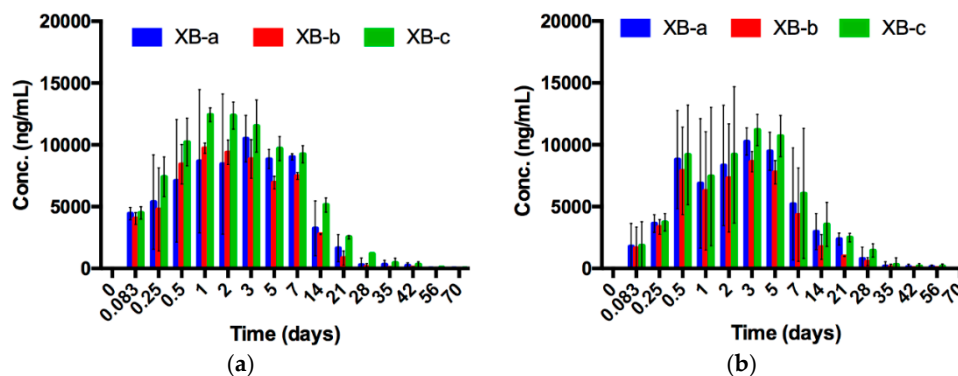 20000
XB-a XB-b XB-c
15000
10000
5000
0
Conc. (ng/mL)
0 0.083 0.25 0.5 1 2 3 5 7 14 21 28 35 42 56 70
Time (days)
(a)
20000
XB-a XB-b XB-c
15000
10000
5000
0
Conc. (ng/mL)
0 0.083 0.25 0.5 1 2 3 5 7 14 21 28 35 42 56 70
Time (days)
(b)